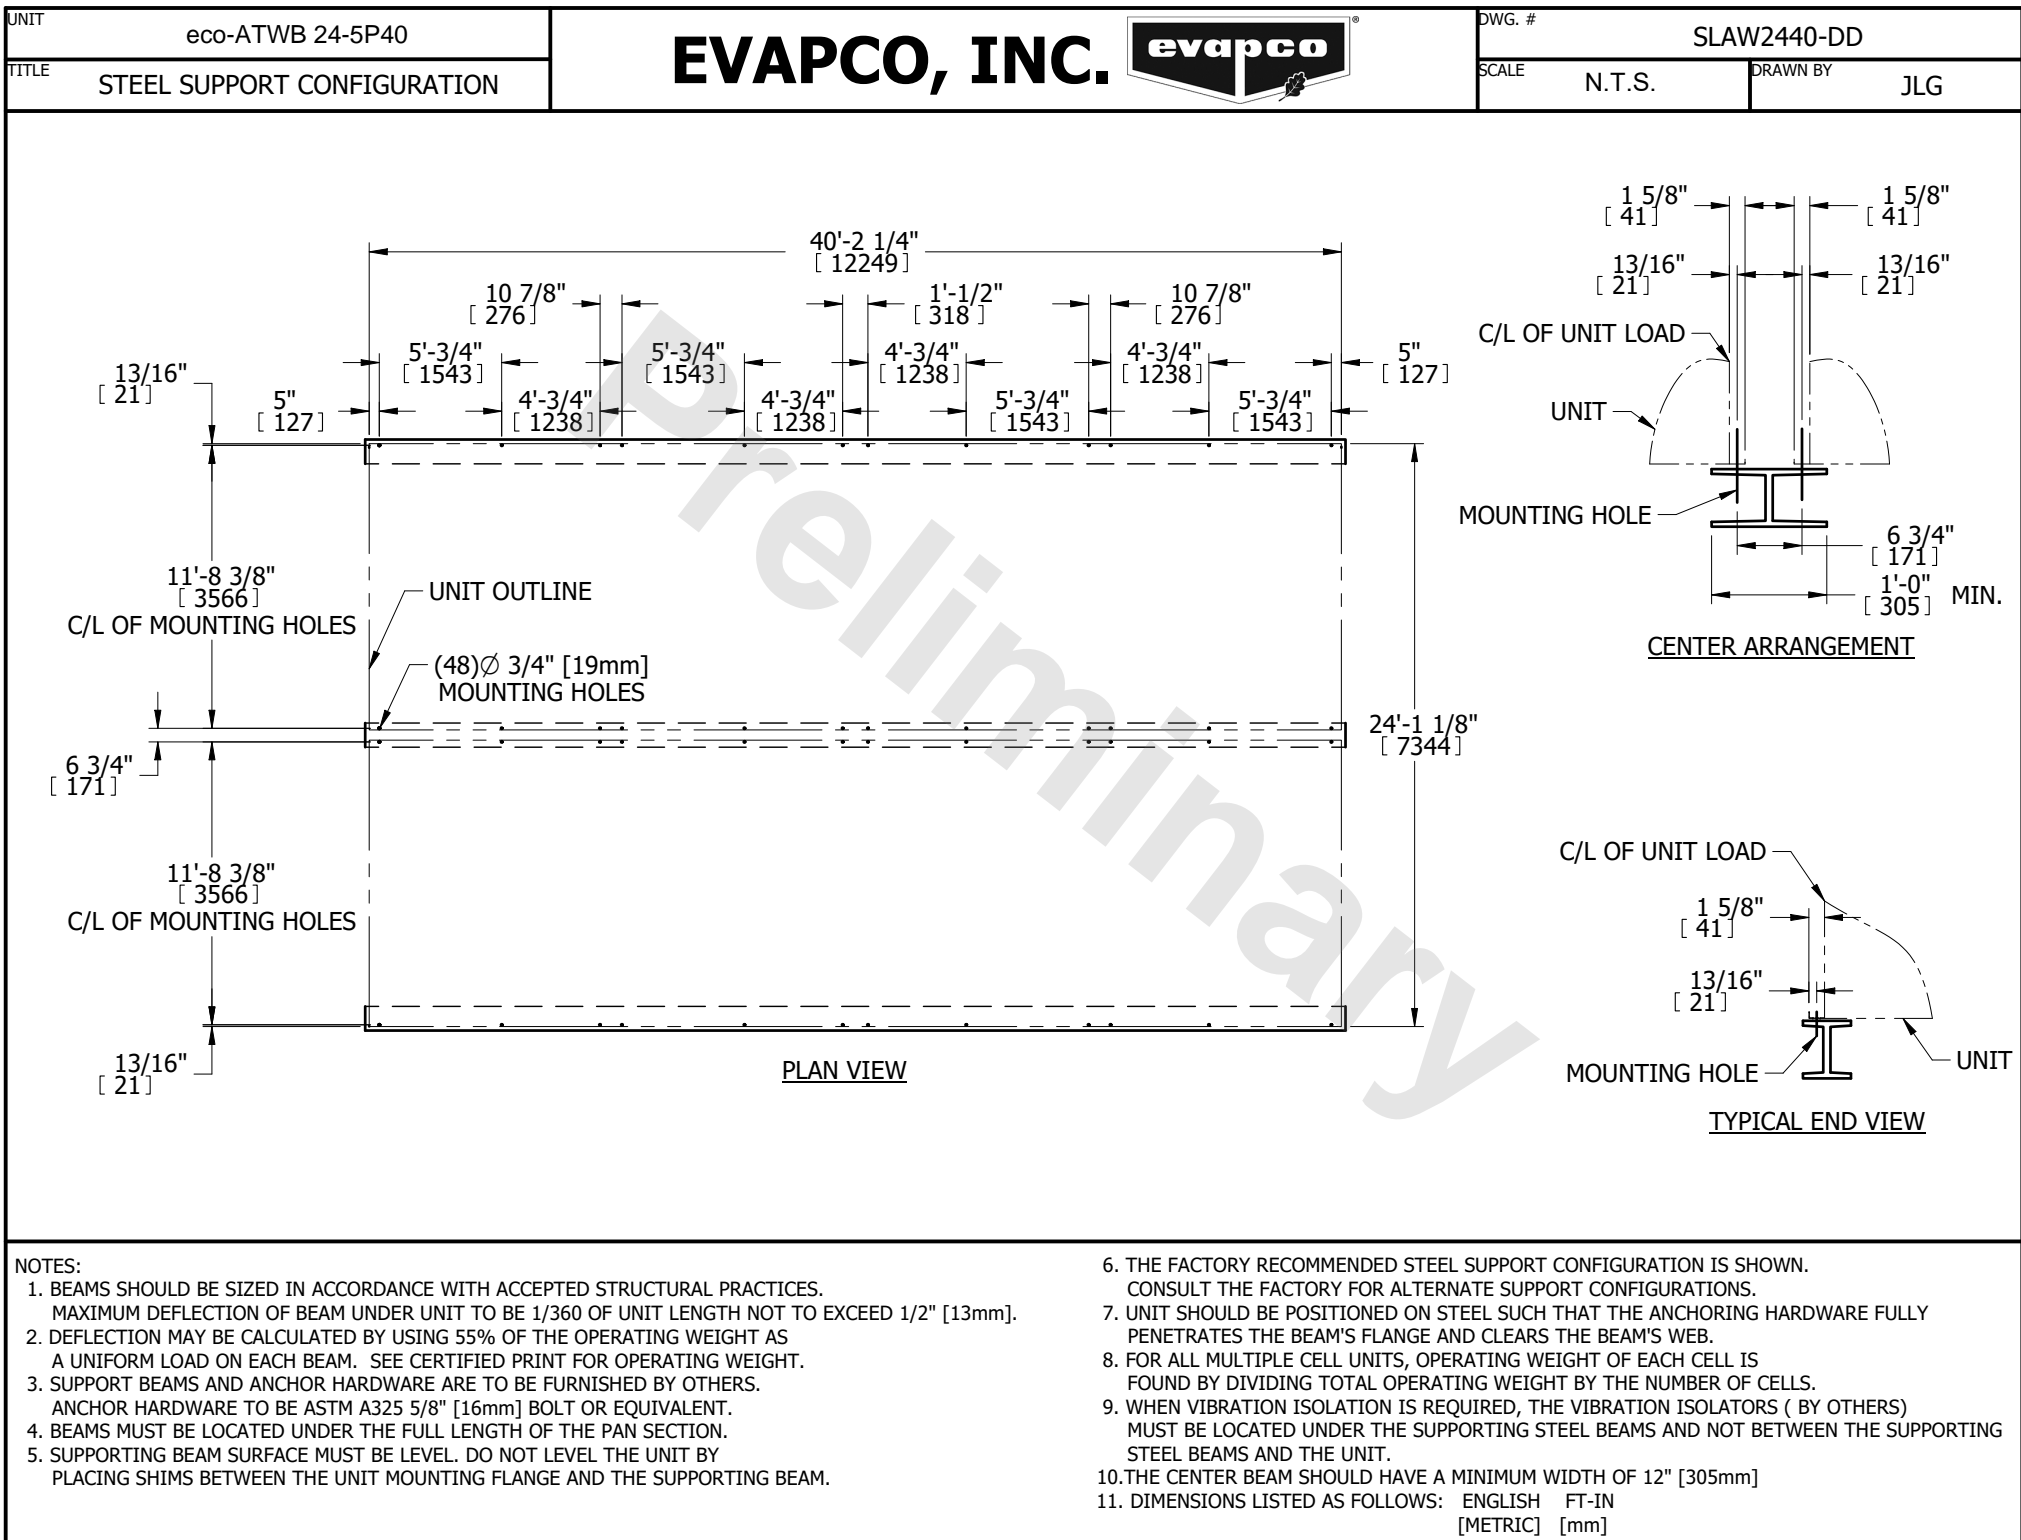 UNIT
eco-ATWB 24-5P40
TITLE
STEEL SUPPORT CONFIGURATION
EVAPCO, INC.
evapco
®
DWG. #
SLAW2440-DD
SCALE
N.T.S.
DRAWN BY
JLG
40'-2 1/4"
[ 12249]
10 7/8"
[ 276]
1'-1/2"
[ 318 ]
10 7/8"
[ 276]
5'-3/4"
[ 1543]
5'-3/4"
[ 1543]
4'-3/4"
[ 1238]
4'-3/4"
[ 1238]
5"
[ 127]
13/16"
[ 21]
5"
[ 127]
4'-3/4"
[ 1238]
4'-3/4"
[ 1238]
5'-3/4"
[ 1543]
5'-3/4"
[ 1543]
11'-8 3/8"
[ 3566]
C/L OF MOUNTING HOLES
UNIT OUTLINE
(48)∅ 3/4" [19mm]
MOUNTING HOLES
6 3/4"
[ 171]
24'-1 1/8"
[ 7344]
11'-8 3/8"
[ 3566]
C/L OF MOUNTING HOLES
13/16"
[ 21]
PLAN VIEW
Preliminary
1 5/8"
[ 41]
1 5/8"
[ 41]
13/16"
[ 21]
13/16"
[ 21]
C/L OF UNIT LOAD
UNIT
MOUNTING HOLE
6 3/4"
[ 171]
1'-0"
[ 305] MIN.
CENTER ARRANGEMENT
C/L OF UNIT LOAD
1 5/8"
[ 41]
13/16"
[ 21]
MOUNTING HOLE
UNIT
TYPICAL END VIEW
NOTES:
1. BEAMS SHOULD BE SIZED IN ACCORDANCE WITH ACCEPTED STRUCTURAL PRACTICES.
MAXIMUM DEFLECTION OF BEAM UNDER UNIT TO BE 1/360 OF UNIT LENGTH NOT TO EXCEED 1/2" [13mm].
2. DEFLECTION MAY BE CALCULATED BY USING 55% OF THE OPERATING WEIGHT AS
A UNIFORM LOAD ON EACH BEAM. SEE CERTIFIED PRINT FOR OPERATING WEIGHT.
3. SUPPORT BEAMS AND ANCHOR HARDWARE ARE TO BE FURNISHED BY OTHERS.
ANCHOR HARDWARE TO BE ASTM A325 5/8" [16mm] BOLT OR EQUIVALENT.
4. BEAMS MUST BE LOCATED UNDER THE FULL LENGTH OF THE PAN SECTION.
5. SUPPORTING BEAM SURFACE MUST BE LEVEL. DO NOT LEVEL THE UNIT BY
PLACING SHIMS BETWEEN THE UNIT MOUNTING FLANGE AND THE SUPPORTING BEAM.
6. THE FACTORY RECOMMENDED STEEL SUPPORT CONFIGURATION IS SHOWN.
CONSULT THE FACTORY FOR ALTERNATE SUPPORT CONFIGURATIONS.
7. UNIT SHOULD BE POSITIONED ON STEEL SUCH THAT THE ANCHORING HARDWARE FULLY
PENETRATES THE BEAM'S FLANGE AND CLEARS THE BEAM'S WEB.
8. FOR ALL MULTIPLE CELL UNITS, OPERATING WEIGHT OF EACH CELL IS
FOUND BY DIVIDING TOTAL OPERATING WEIGHT BY THE NUMBER OF CELLS.
9. WHEN VIBRATION ISOLATION IS REQUIRED, THE VIBRATION ISOLATORS ( BY OTHERS)
MUST BE LOCATED UNDER THE SUPPORTING STEEL BEAMS AND NOT BETWEEN THE SUPPORTING
STEEL BEAMS AND THE UNIT.
10.THE CENTER BEAM SHOULD HAVE A MINIMUM WIDTH OF 12" [305mm]
11. DIMENSIONS LISTED AS FOLLOWS: ENGLISH FT-IN
[METRIC] [mm]